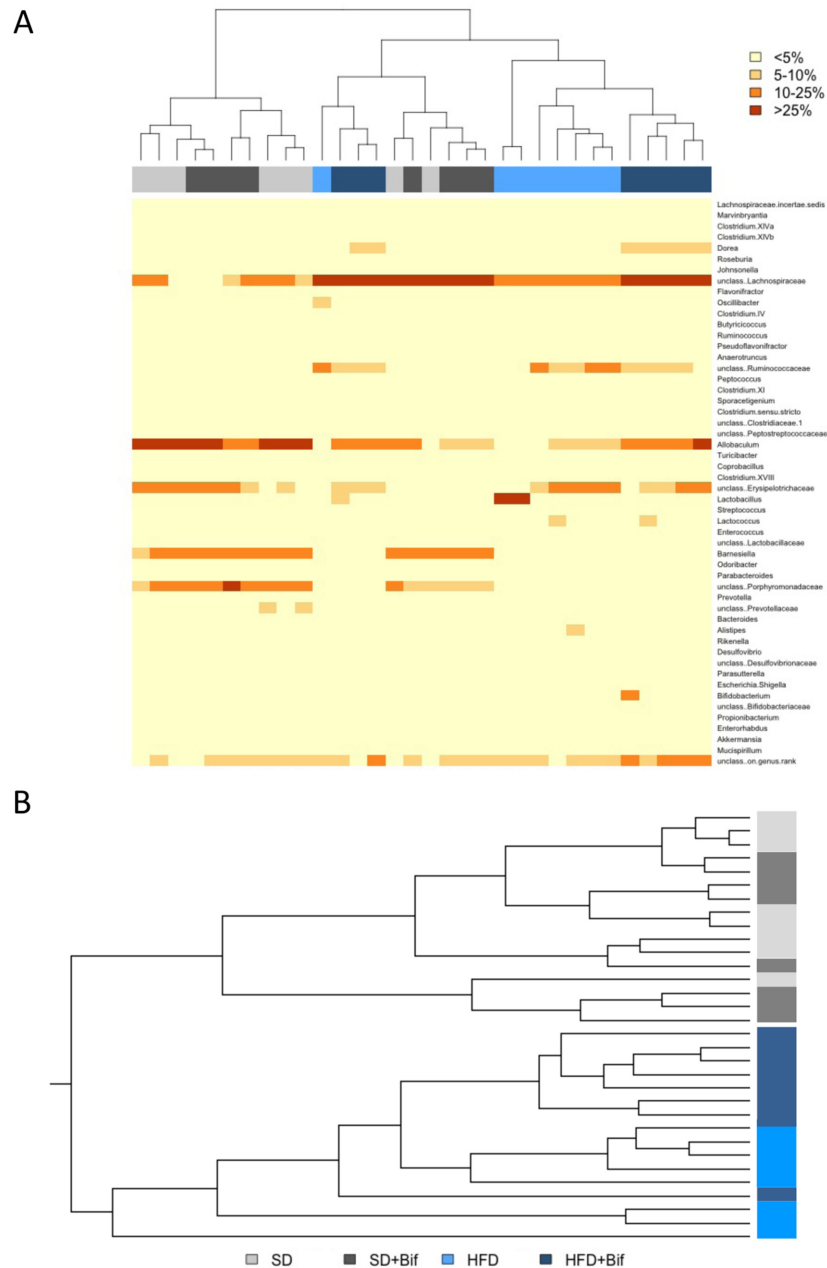 A
<5%
5-10%
10-25%
>25%
Lachnospiraceae.incertae.sedis
Marvinbryantia
Clostridium.XIVa
Clostridium.XIVb
Dorea
Roseburia
Johnsonella
unclass..Lachnospiraceae
Flavonifractor
Oscillibacter
Clostridium.IV
Butyricicoccus
Ruminococcus
Pseudoflavonifractor
Anaerotruncus
unclass..Ruminococcaceae
Peptococcus
Clostridium.XI
Sporacetigenium
Clostridium.sensu.stricto
unclass..Clostridiaceae.1
unclass..Peptostreptococcaceae
Allobaculum
Turicibacter
Coprobacillus
Clostridium.XVIII
unclass..Erysipelotrichaceae
Lactobacillus
Streptococcus
Lactococcus
Enterococcus
unclass..Lactobacillaceae
Barnesiella
Odoribacter
Parabacteroides
unclass..Porphyromonadaceae
Prevotella
unclass..Prevotellaceae
Bacteroides
Alistipes
Rikenella
Desulfovibrio
unclass..Desulfovibrionaceae
Parasutterella
Escherichia.Shigella
Bifidobacterium
unclass..Bifidobacteriaceae
Propionibacterium
Enterorhabdus
Akkermansia
Mucispirillum
unclass..on.genus.rank
B
SD SD+Bif HFD HFD+Bif